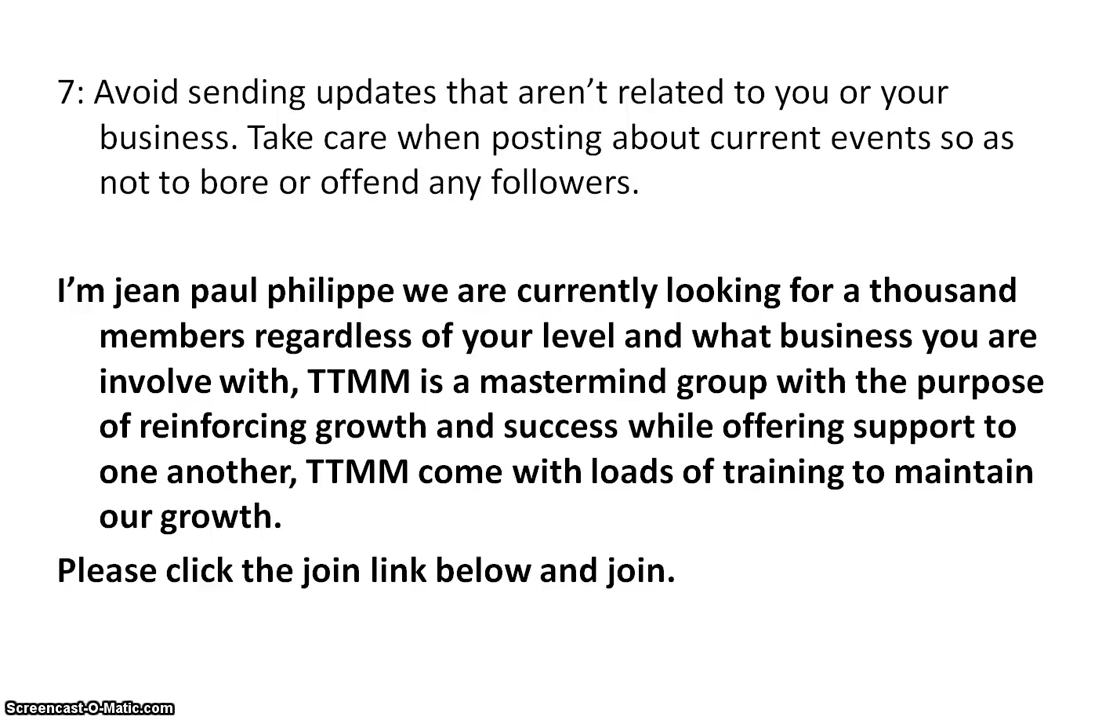 7: Avoid sending updates that aren’t related to you or your
business. Take care when posting about current events so as
not to bore or offend any followers.
I’m jean paul philippe we are currently looking for a thousand
members regardless of your level and what business you are
involve with, TTMM is a mastermind group with the purpose
of reinforcing growth and success while offering support to
one another, TTMM come with loads of training to maintain
our growth.
Please click the join link below and join.
Screencast-O-Matic.com